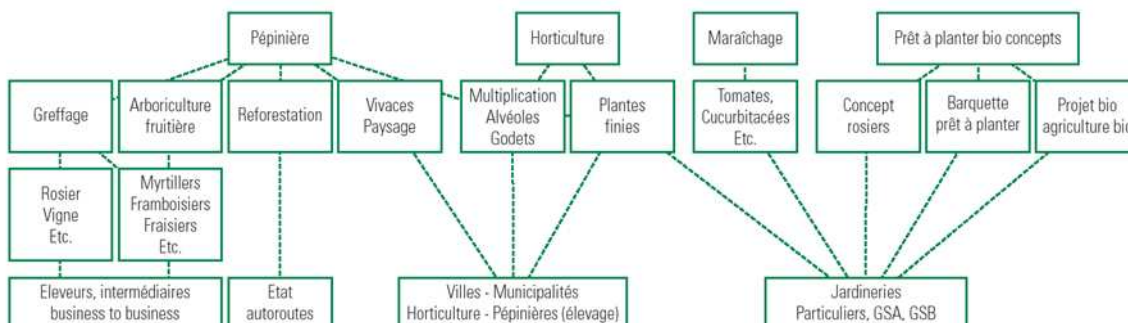 Pépinière
Horticulture
Maraîchage
Prêt à planter bio concepts
Greffage
Arboriculture
fruitière
Reforestation
Vivaces
Paysage
Multiplication
Alvéoles
Godets
Plantes
finies
Tomates,
Cucurbitacées
Etc.
Concept
rosiers
Barquette
prêt à planter
Projet bio
agriculture bio
Rosier
Vigne
Etc.
Myrtillers
Framboisiers
Fraisiers
Etc.
Eleveurs, intermédiaires
business to business
Etat
autoroutes
Villes - Municipalités
Horticulture - Pépinières (élevage)
Jardineries
Particuliers, GSA, GSB